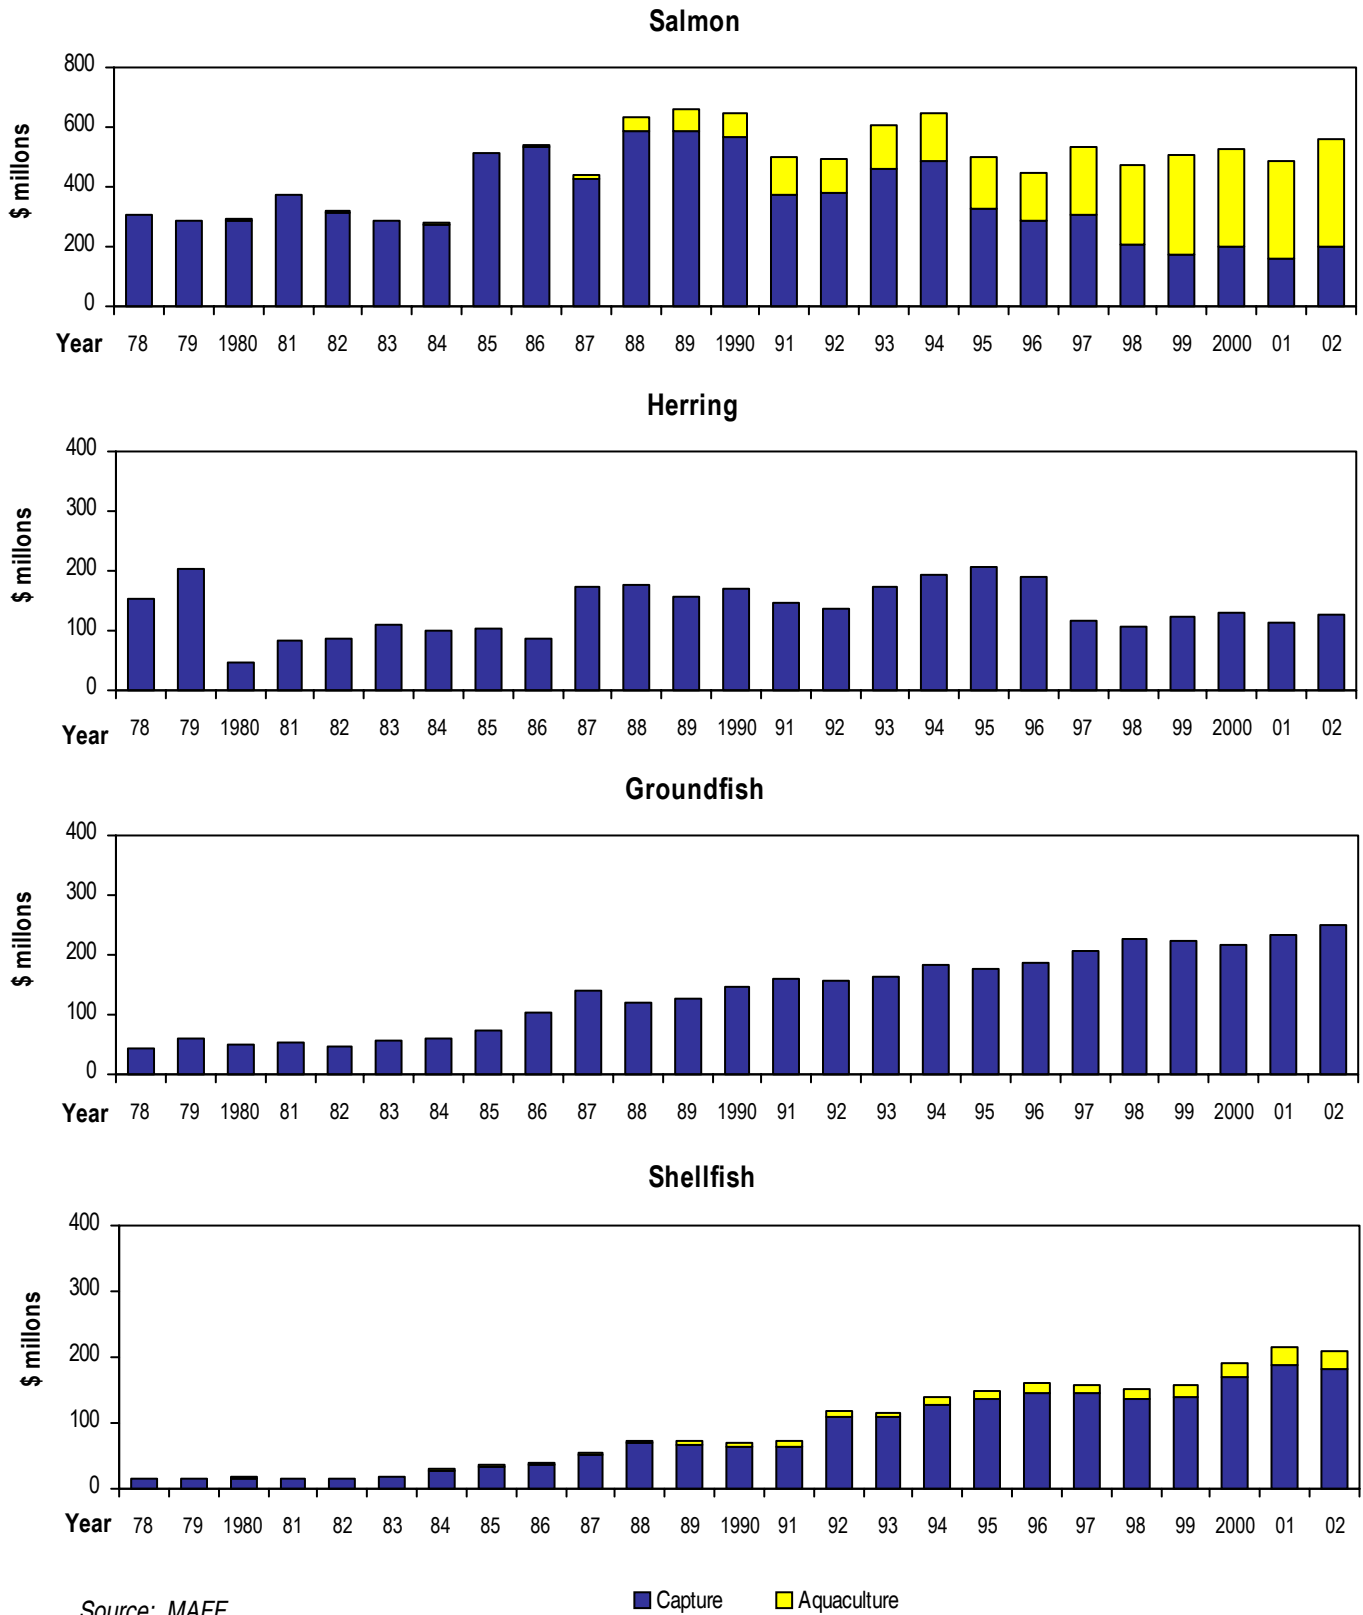 Salmon
$ millons
800
600
400
200
0
Year 78 79 1980 81 82 83 84 85 86 87 88 89 1990 91 92 93 94 95 96 97 98 99 2000 01 02
Herring
$ millons
400
300
200
100
0
Year 78 79 1980 81 82 83 84 85 86 87 88 89 1990 91 92 93 94 95 96 97 98 99 2000 01 02
Groundfish
$ millons
400
300
200
100
0
Year 78 79 1980 81 82 83 84 85 86 87 88 89 1990 91 92 93 94 95 96 97 98 99 2000 01 02
Shellfish
$ millons
400
300
200
100
0
Year 78 79 1980 81 82 83 84 85 86 87 88 89 1990 91 92 93 94 95 96 97 98 99 2000 01 02
Capture Aquaculture
Source: MAFF